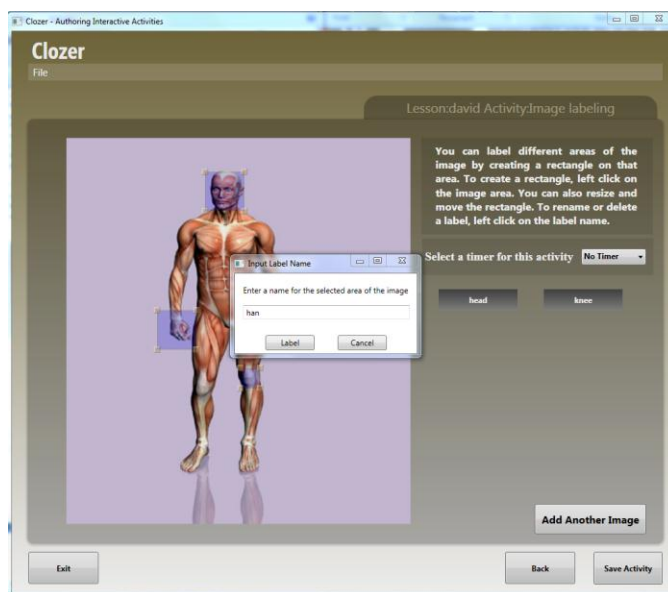 Clozer - Authoring Interactive Activities
Clozer
File
Lesson:david Activity:Image labeling
You can label different areas of the
image by creating a rectangle on that
area. To create a rectangle, left click on
the image area. You can also resize and
move the rectangle. To rename or delete
a label, left click on the label name.
Select a timer for this activity No Timer
head knee
Input Label Name
Enter a name for the selected area of the image
han
Label Cancel
Add Another Image
Exit Back Save Activity